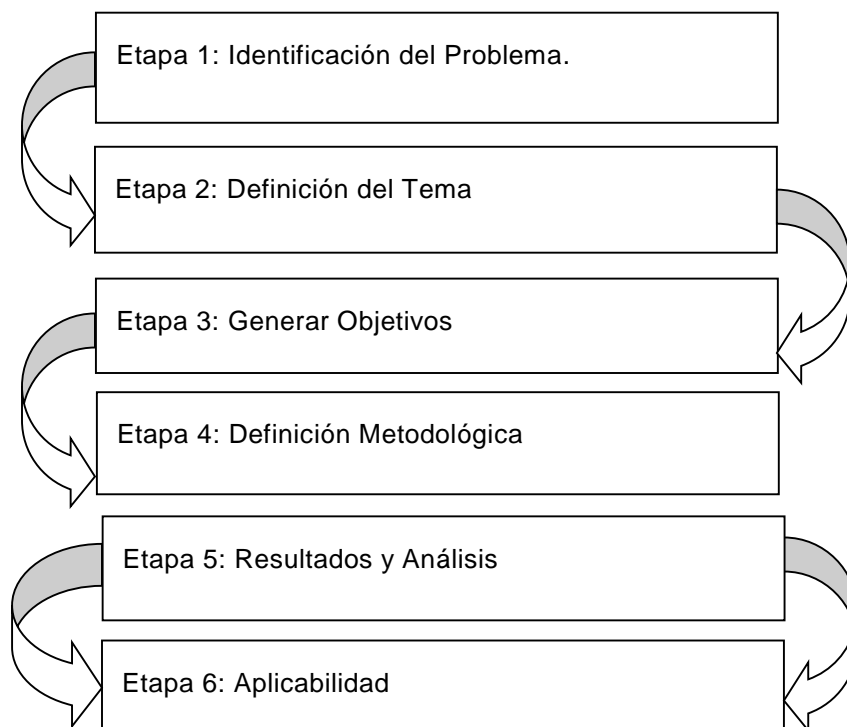 Etapa 1: Identificación del Problema.
Etapa 2: Definición del Tema
Etapa 3: Generar Objetivos
Etapa 4: Definición Metodológica
Etapa 5: Resultados y Análisis
Etapa 6: Aplicabilidad